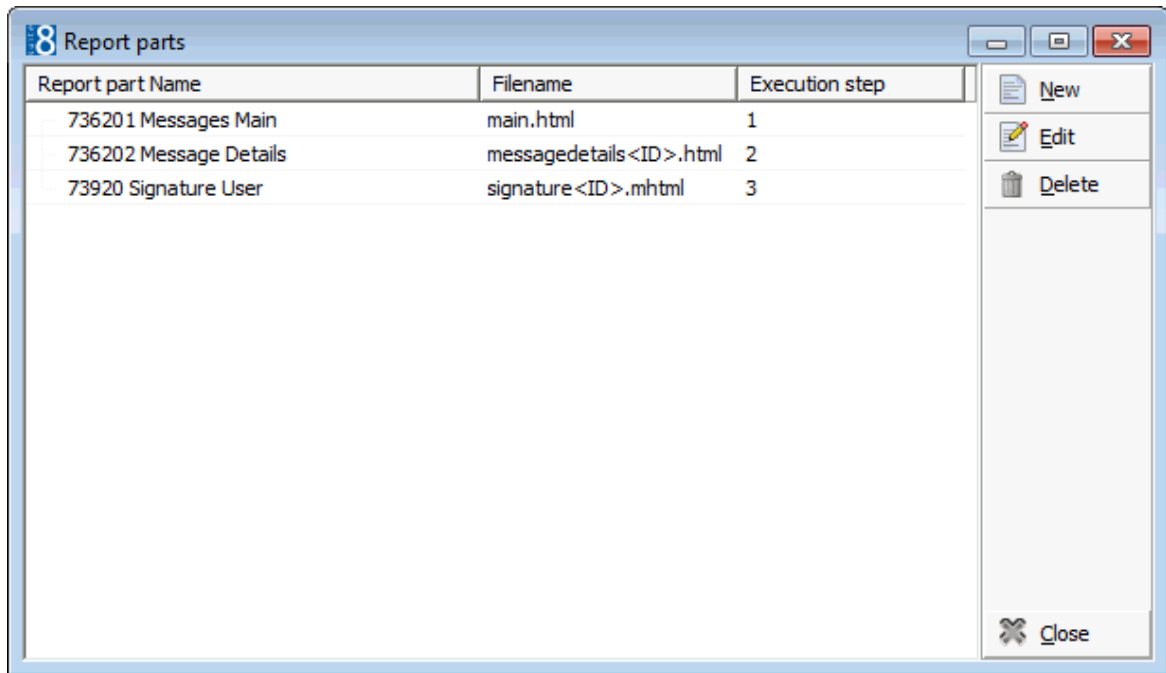 8 Report parts
Report part Name Filename Execution step
736201 Messages Main main.html 1
736202 Message Details messagedetails<ID>.html 2
73920 Signature User signature<ID>.mhtml 3
New
Edit
Delete
Close